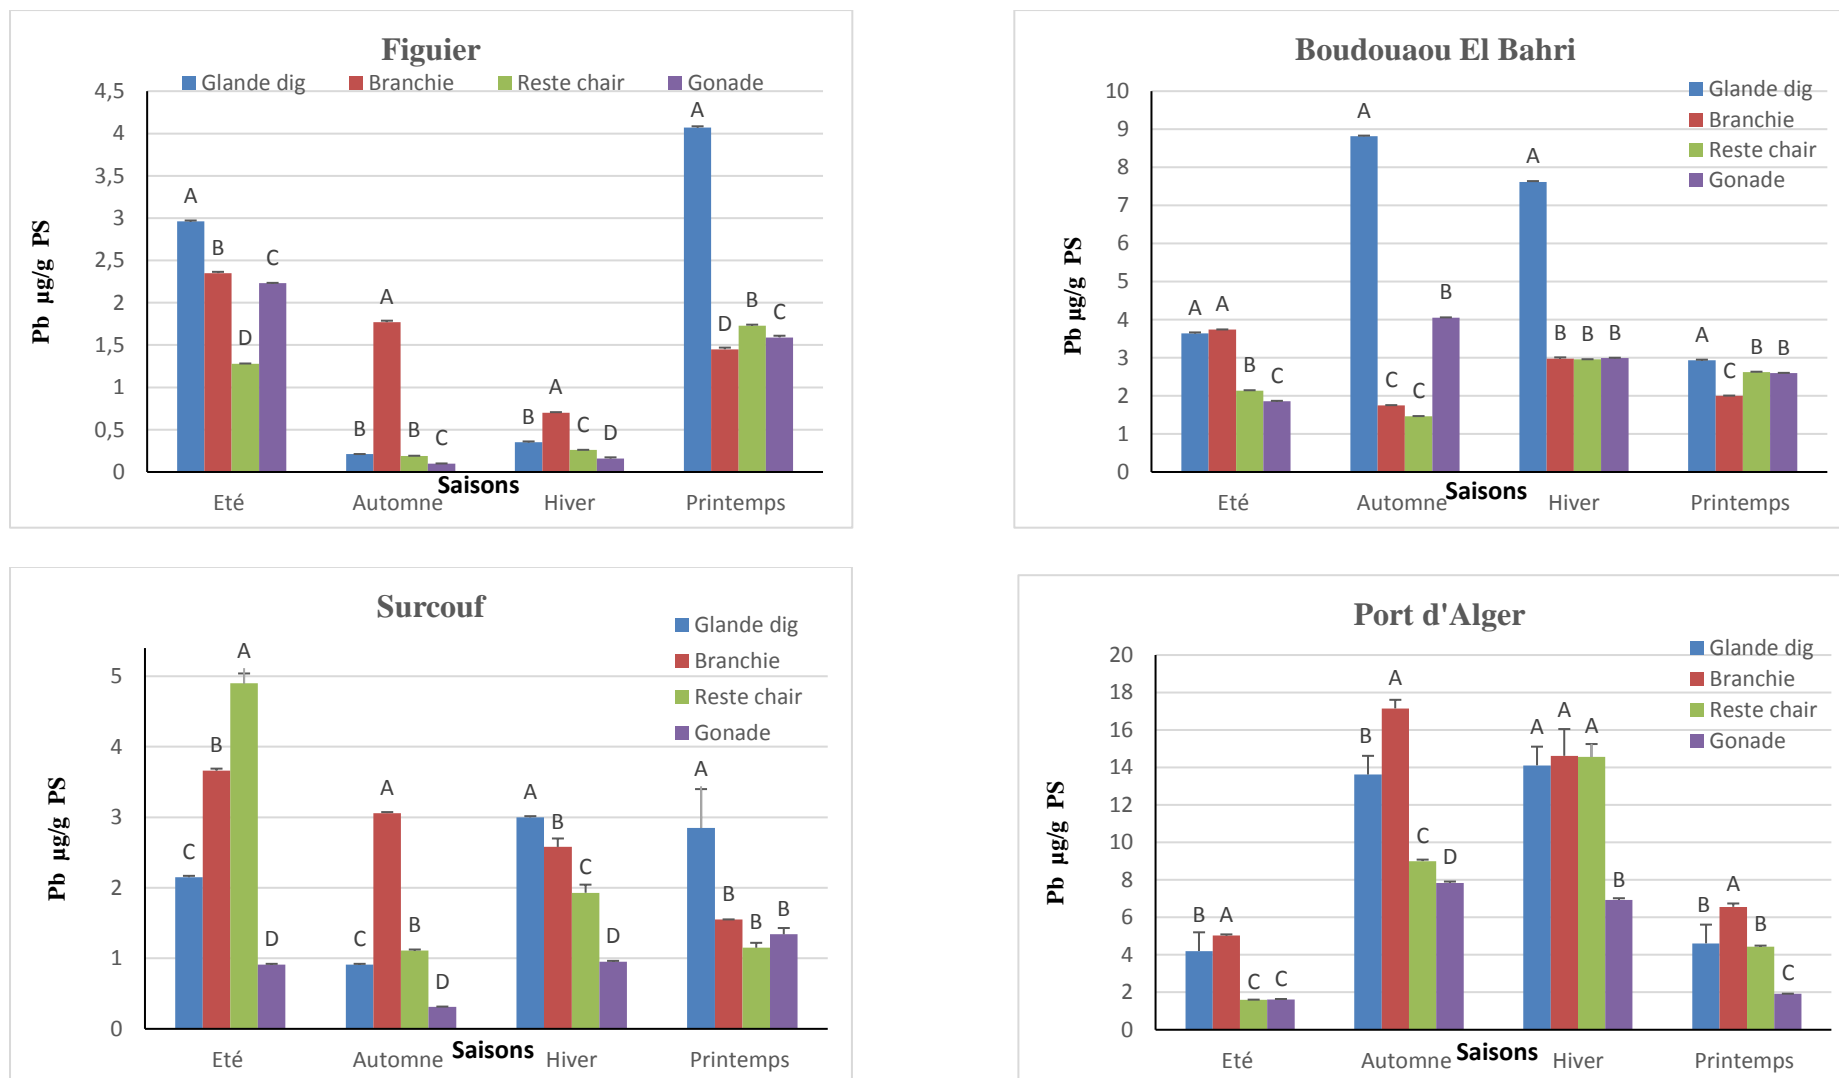 Figuier
Glande dig Branchie Reste chair Gonade
4,5
4
3,5
3
2,5
2
1,5
1
0,5
0
Pb µg/g PS
A B D C
B A B C
B A C D
A D B C
Eté Automne Hiver Printemps
Saisons
Boudouaou El Bahri
Glande dig
Branchie
Reste chair
Gonade
10
9
8
7
6
5
4
3
2
1
0
Pb µg/g PS
A A B C
A C C B
A B B B
A C B B
Eté Automne Hiver Printemps
Saisons
Surcouf
Glande dig
Branchie
Reste chair
Gonade
5
4
3
2
1
0
Pb µg/g PS
C B A D
C A B D
A B C D
A B B B
Eté Automne Hiver Printemps
Saisons
Port d'Alger
Glande dig
Branchie
Reste chair
Gonade
20
18
16
14
12
10
8
6
4
2
0
Pb µg/g PS
B A C C
B A C D
A A A B
B A B C
Eté Automne Hiver Printemps
Saisons